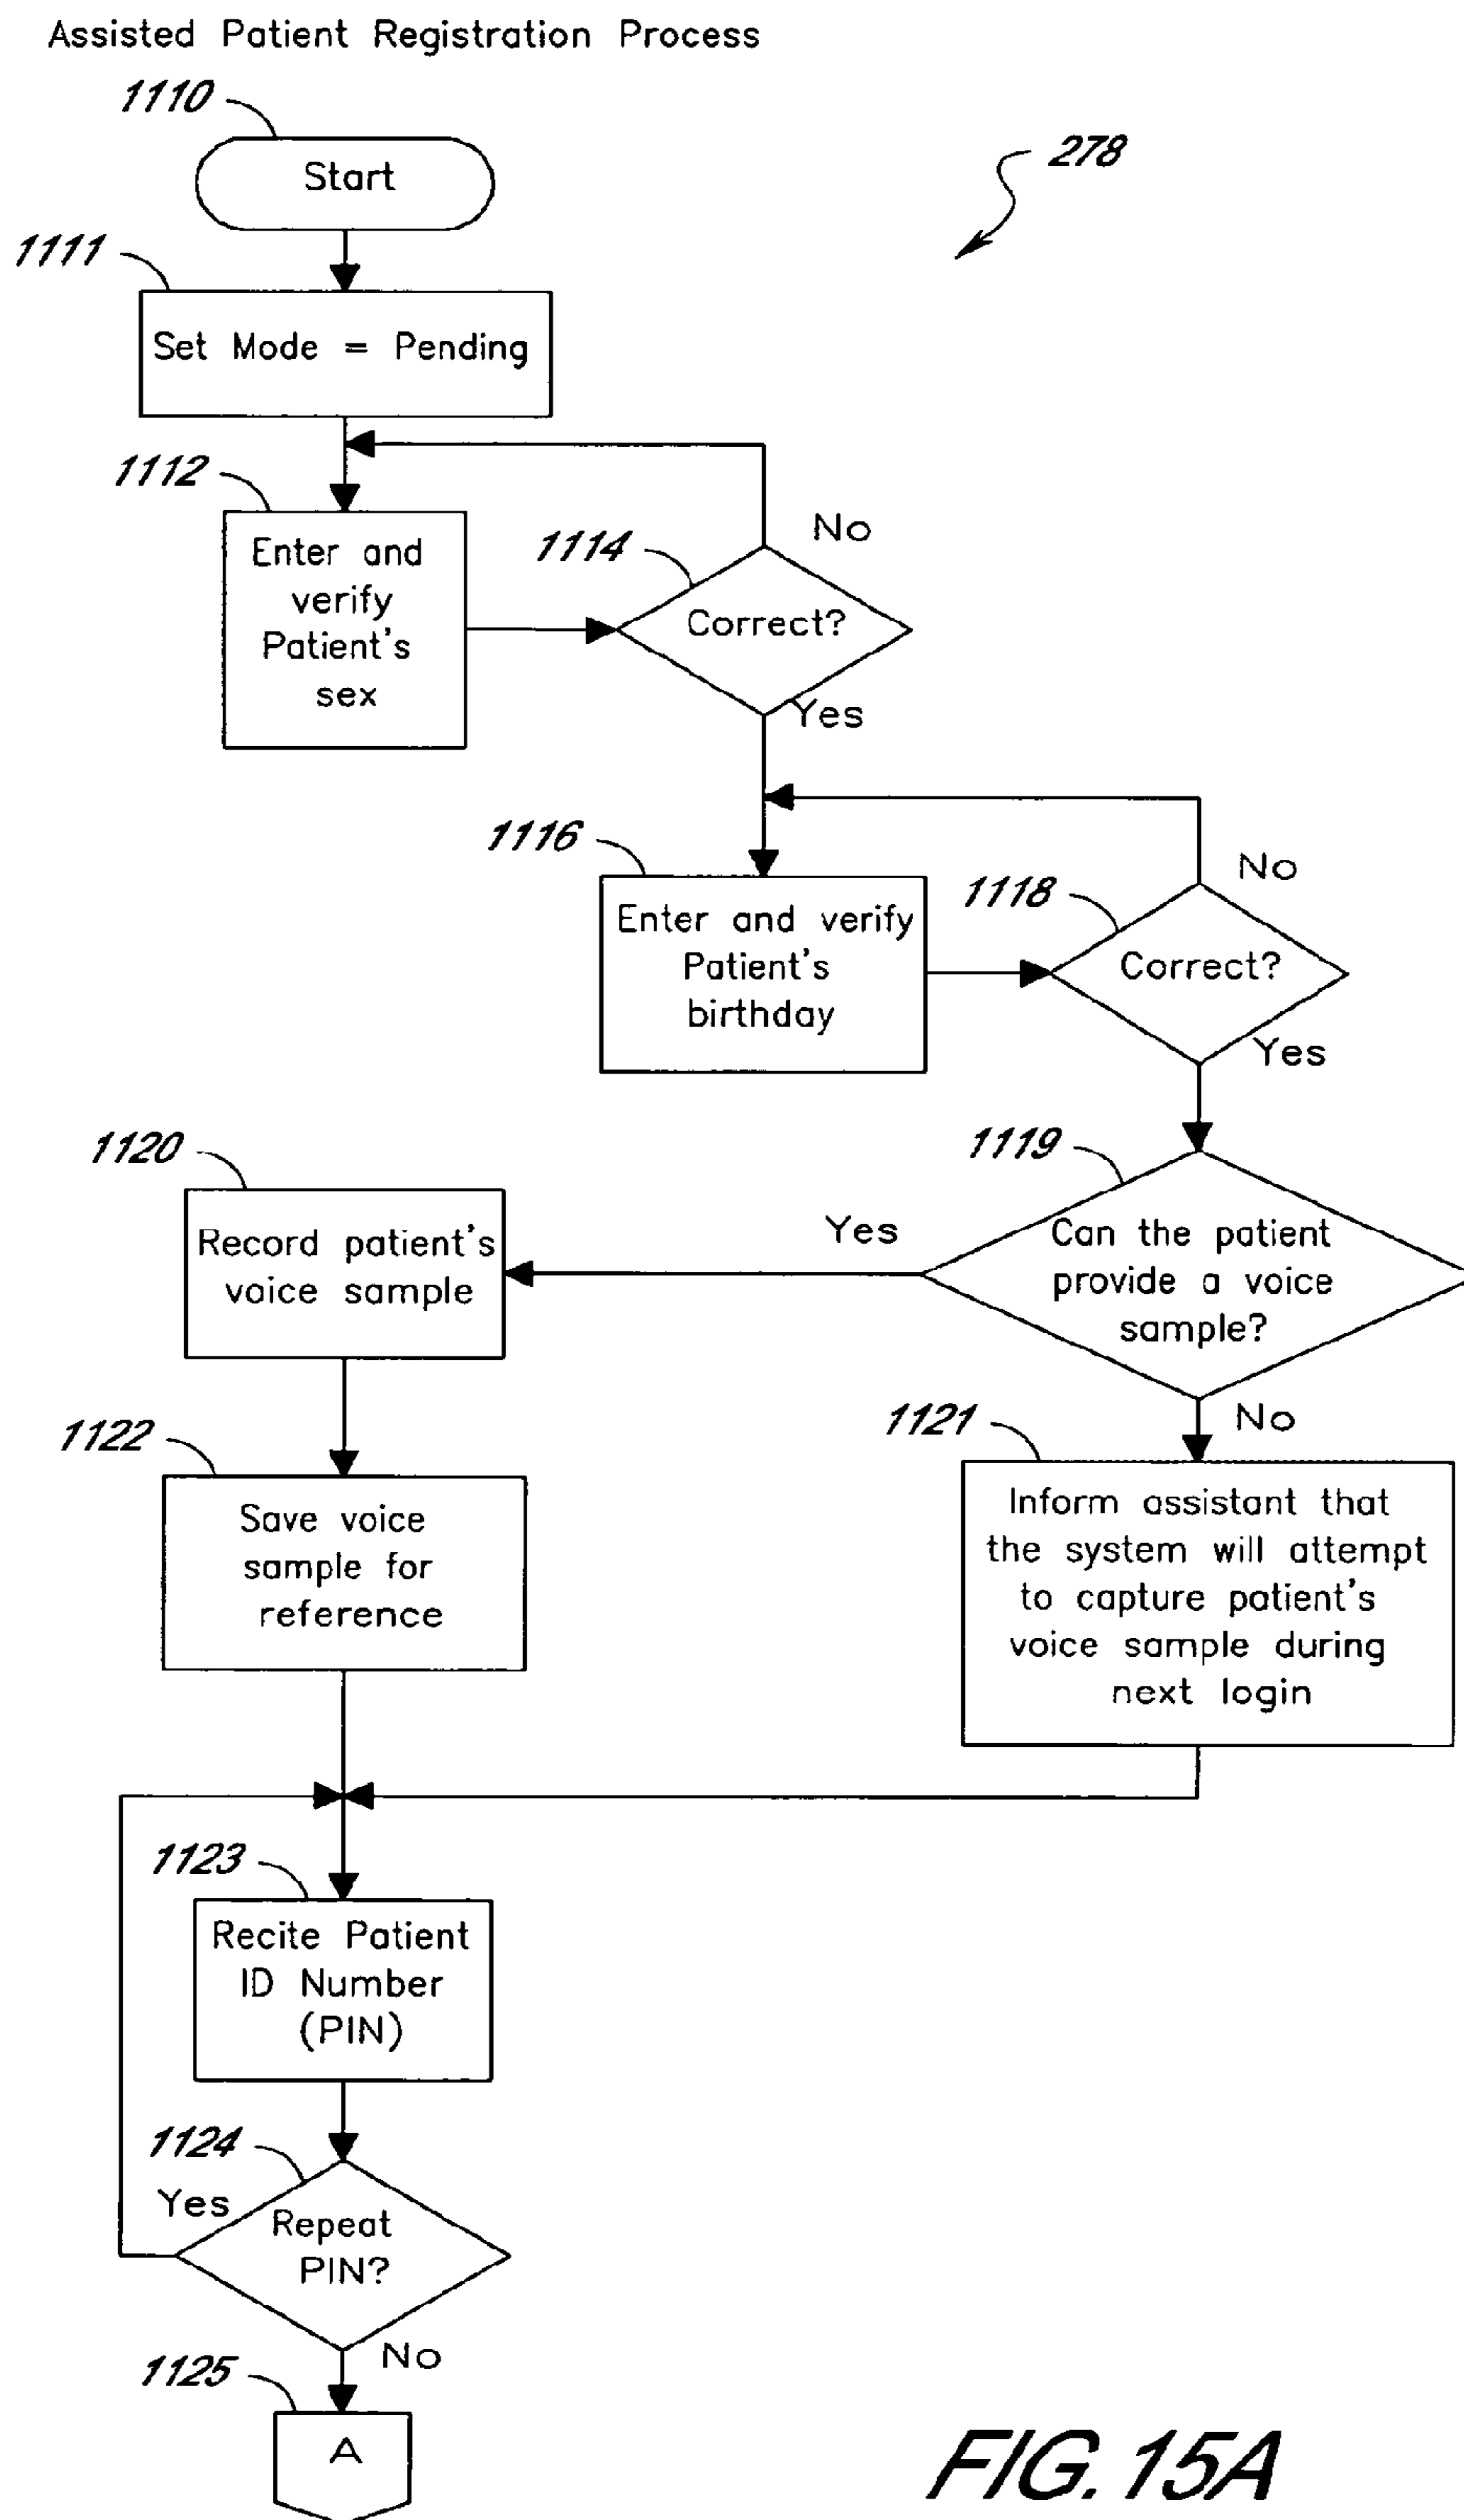 Assisted Patient Registration Process
1110
Start
278
1111
Set Mode = Pending
1112
Enter and
verify
Patient's
sex
1114
No
Correct?
Yes
1116
Enter and verify
Patient's
birthday
1118
No
Correct?
Yes
1119
Can the patient
provide a voice
sample?
Yes
No
1120
Record patient's
voice sample
1122
Save voice
sample for
reference
1121
Inform assistant that
the system will attempt
to capture patient's
voice sample during
next login
1123
Recite Patient
ID Number
(PIN)
1124
Yes
Repeat
PIN?
No
1125
A
FIG. 15A